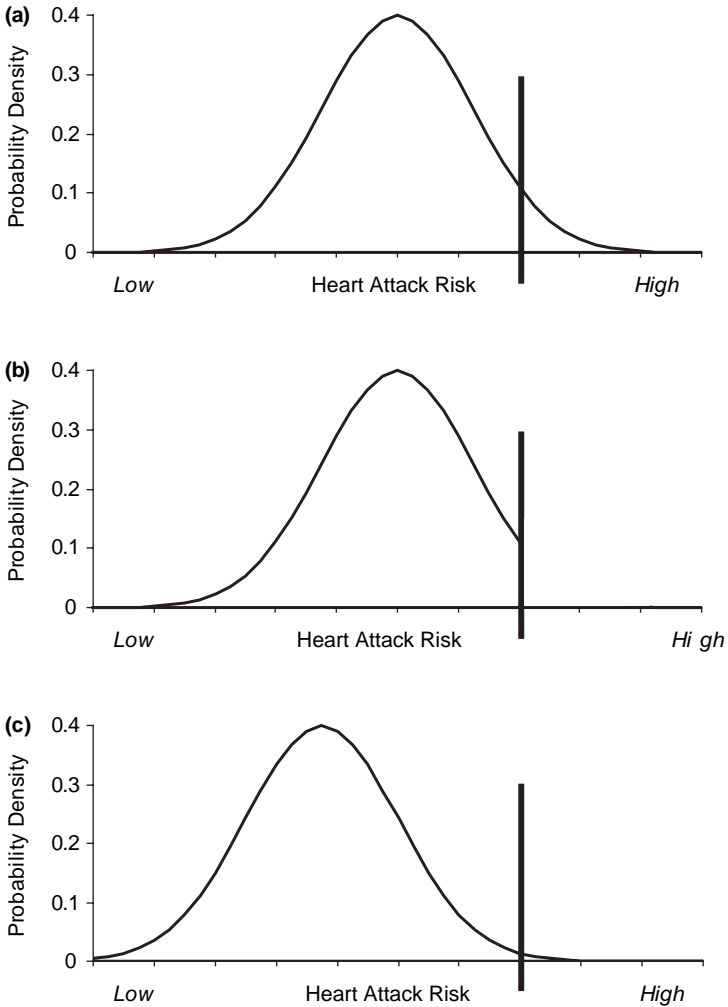 (a)
Probability Density
0.4
0.3
0.2
0.1
0
Low Heart Attack Risk High
(b)
Probability Density
0.4
0.3
0.2
0.1
0
Low Heart Attack Risk Hi gh
(c)
Probability Density
0.4
0.3
0.2
0.1
0
Low Heart Attack Risk High